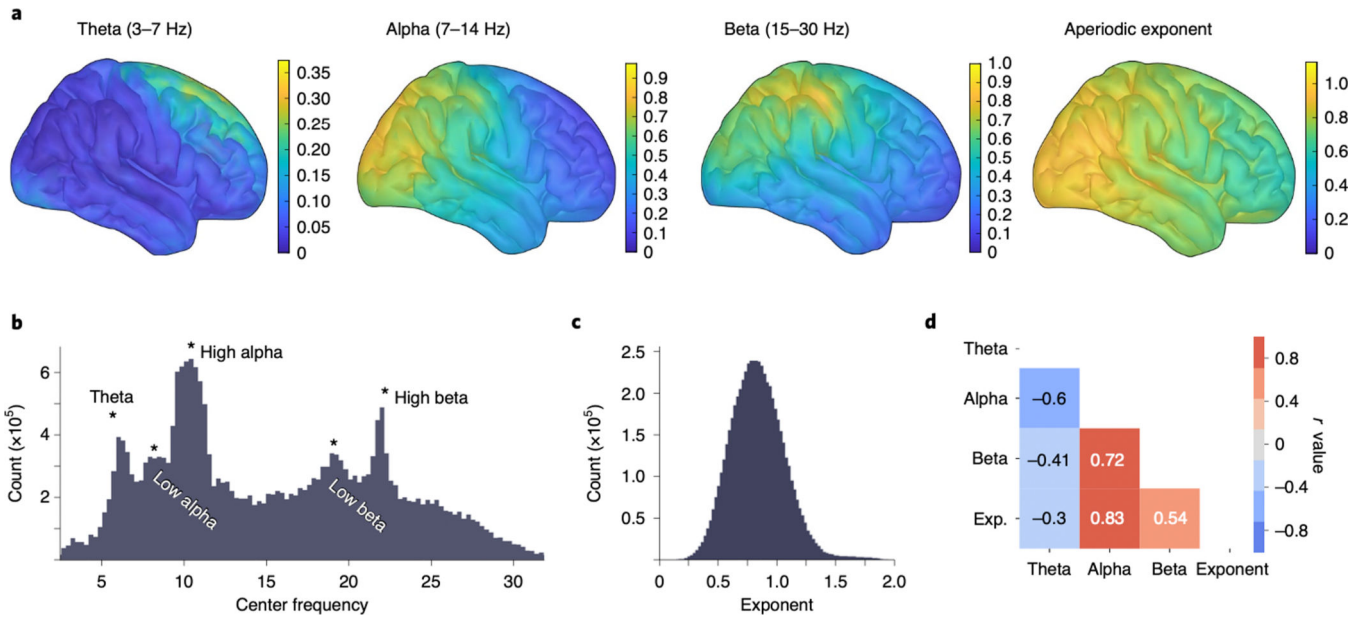 a
Theta (3–7 Hz)
Alpha (7–14 Hz)
Beta (15–30 Hz)
Aperiodic exponent
0.35
0.30
0.25
0.20
0.15
0.10
0.05
0
0.9
0.8
0.7
0.6
0.5
0.4
0.3
0.2
0.1
0
1.0
0.9
0.8
0.7
0.6
0.5
0.4
0.3
0.2
0.1
0
1.0
0.8
0.6
0.4
0.2
0
b
Count (×10⁵)
6
4
2
5
10
15
20
25
30
Center frequency
Theta
*
*
Low alpha
* High alpha
*
Low beta
*
High beta
c
Count (×10⁵)
2.5
2.0
1.5
1.0
0.5
0
0.5
1.0
1.5
2.0
Exponent
d
Theta
Alpha
–0.6
Beta
–0.41 0.72
Exp.
–0.3 0.83 0.54
Theta Alpha Beta Exponent
0.8
0.4
0
–0.4
–0.8
r value